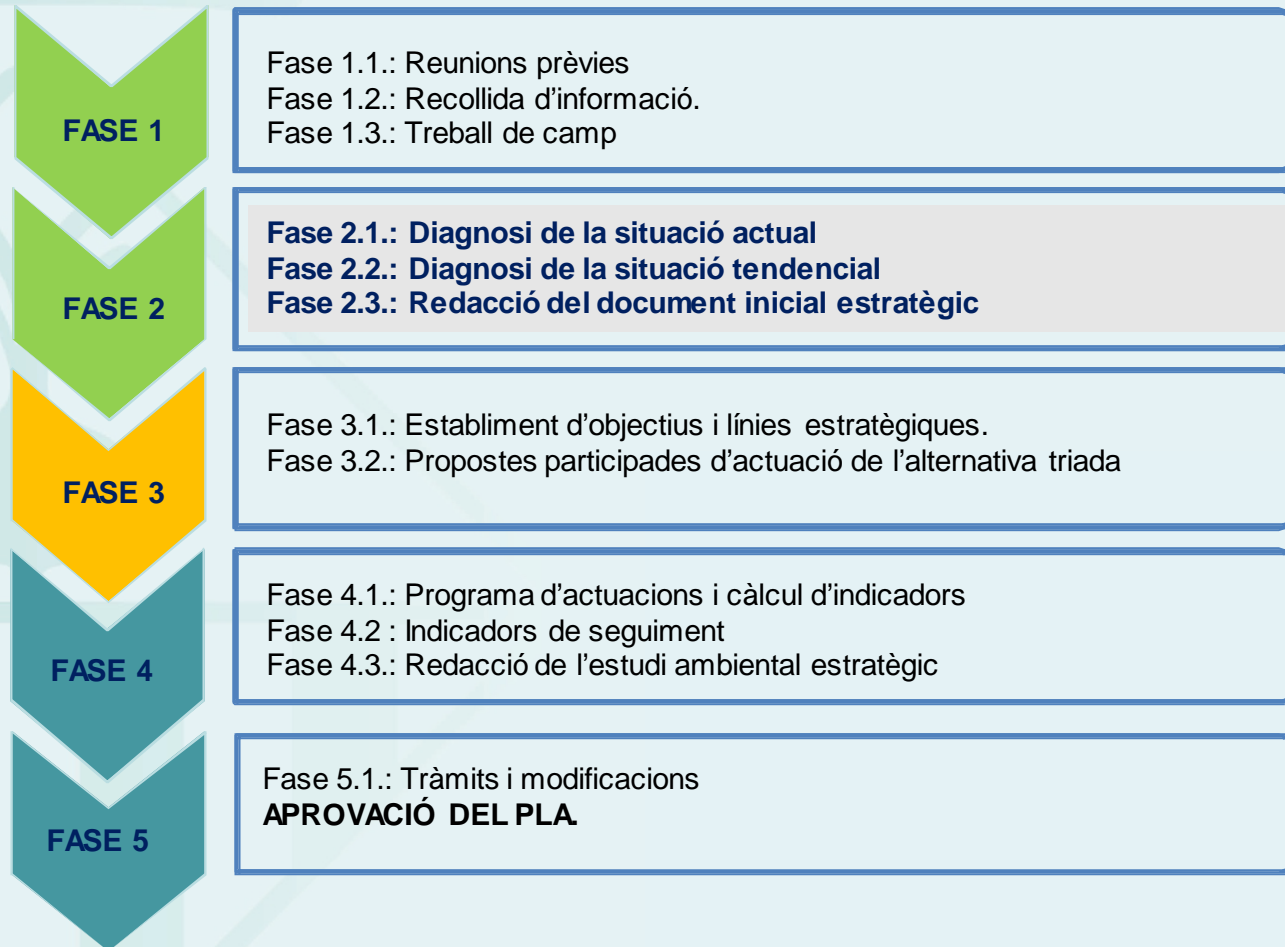 FASE 1
Fase 1.1.: Reunions prèvies
Fase 1.2.: Recollida d’informació.
Fase 1.3.: Treball de camp
FASE 2
Fase 2.1.: Diagnosi de la situació actual
Fase 2.2.: Diagnosi de la situació tendencial
Fase 2.3.: Redacció del document inicial estratègic
FASE 3
Fase 3.1.: Establiment d’objectius i línies estratègiques.
Fase 3.2.: Propostes participades d’actuació de l’alternativa triada
FASE 4
Fase 4.1.: Programa d’actuacions i càlcul d’indicadors
Fase 4.2 : Indicadors de seguiment
Fase 4.3.: Redacció de l’estudi ambiental estratègic
FASE 5
Fase 5.1.: Tràmits i modificacions
APROVACIÓ DEL PLA.